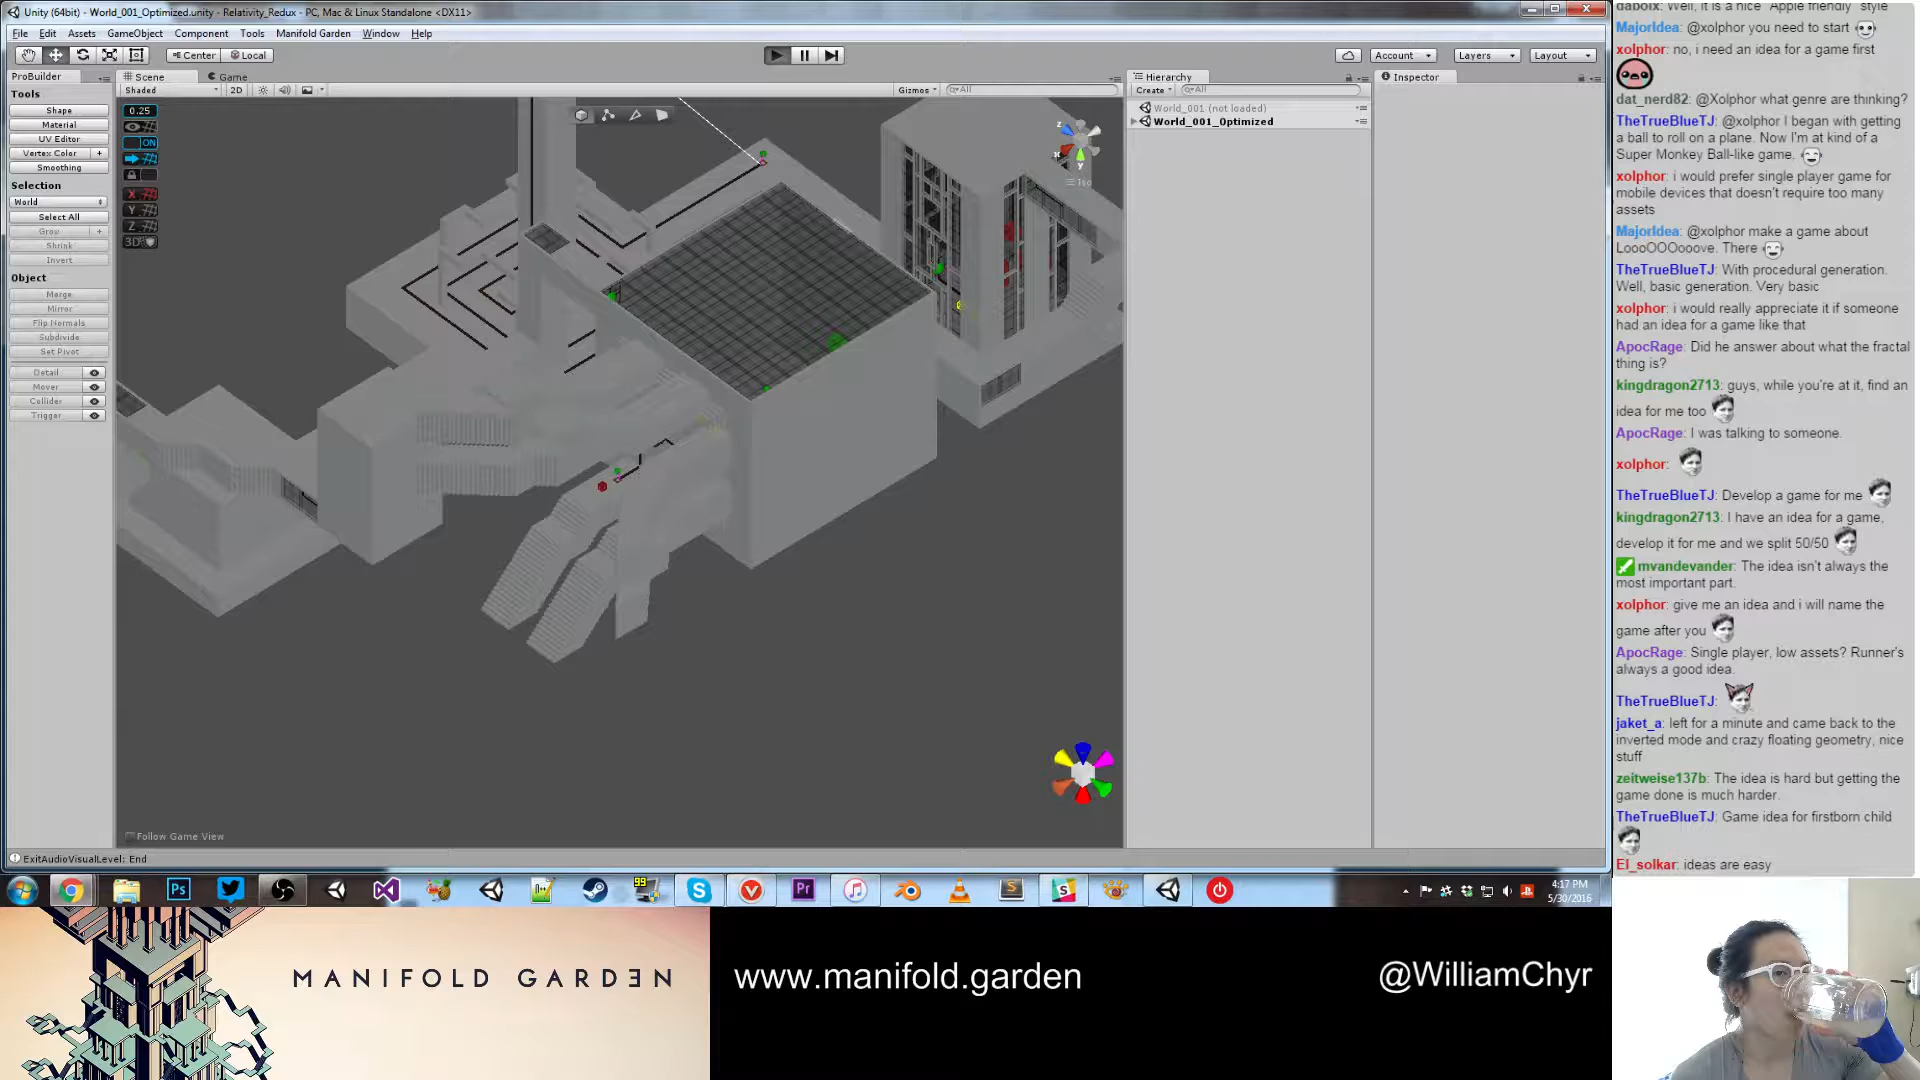 Unity (64bit) - World_001_Optimized.unity - Relativity_Redux - PC, Mac & Linux Standalone <DX11>
File Edit Assets GameObject Component Tools Manifold Garden Window Help
Center Local Account Layers Layout
ProBuilder
Scene Game
Hierarchy
Inspector
Tools
Shape
Material
UV Editor
Vertex Color +
Smoothing
Selection
World
Select All
Grow +
Shrink
Invert
Object
Merge
Mirror
Flip Normals
Subdivide
Set Pivot
Detail
Mover
Collider
Trigger
Shaded 2D Gizmos All
0.25
ON
X
Y
Z
3D
z
x
y
Iso
Follow Game View
Create All
World_001 (not loaded)
World_001_Optimized
ExitAudioVisualLevel: End
99
4:17 PM
5/30/2016
MANIFOLD GARDƎN
www.manifold.garden
@WilliamChyr
daboix: Well, it is a nice "Apple friendly" style
MajorIdea: @xolphor you need to start
xolphor: no, i need an idea for a game first
dat_nerd82: @Xolphor what genre are thinking?
TheTrueBlueTJ: @xolphor I began with getting
a ball to roll on a plane. Now I'm at kind of a
Super Monkey Ball-like game.
xolphor: i would prefer single player game for
mobile devices that doesn't require too many
assets
MajorIdea: @xolphor make a game about
LoooOOOooove. There
TheTrueBlueTJ: With procedural generation.
Well, basic generation. Very basic
xolphor: i would really appreciate it if someone
had an idea for a game like that
ApocRage: Did he answer about what the fractal
thing is?
kingdragon2713: guys, while you're at it, find an
idea for me too
ApocRage: I was talking to someone.
xolphor:
TheTrueBlueTJ: Develop a game for me
kingdragon2713: I have an idea for a game,
develop it for me and we split 50/50
mvandevander: The idea isn't always the
most important part.
xolphor: give me an idea and i will name the
game after you
ApocRage: Single player, low assets? Runner's
always a good idea.
TheTrueBlueTJ:
jaket_a: left for a minute and came back to the
inverted mode and crazy floating geometry, nice
stuff
zeitweise137b: The idea is hard but getting the
game done is much harder.
TheTrueBlueTJ: Game idea for firstborn child
El_solkar: ideas are easy